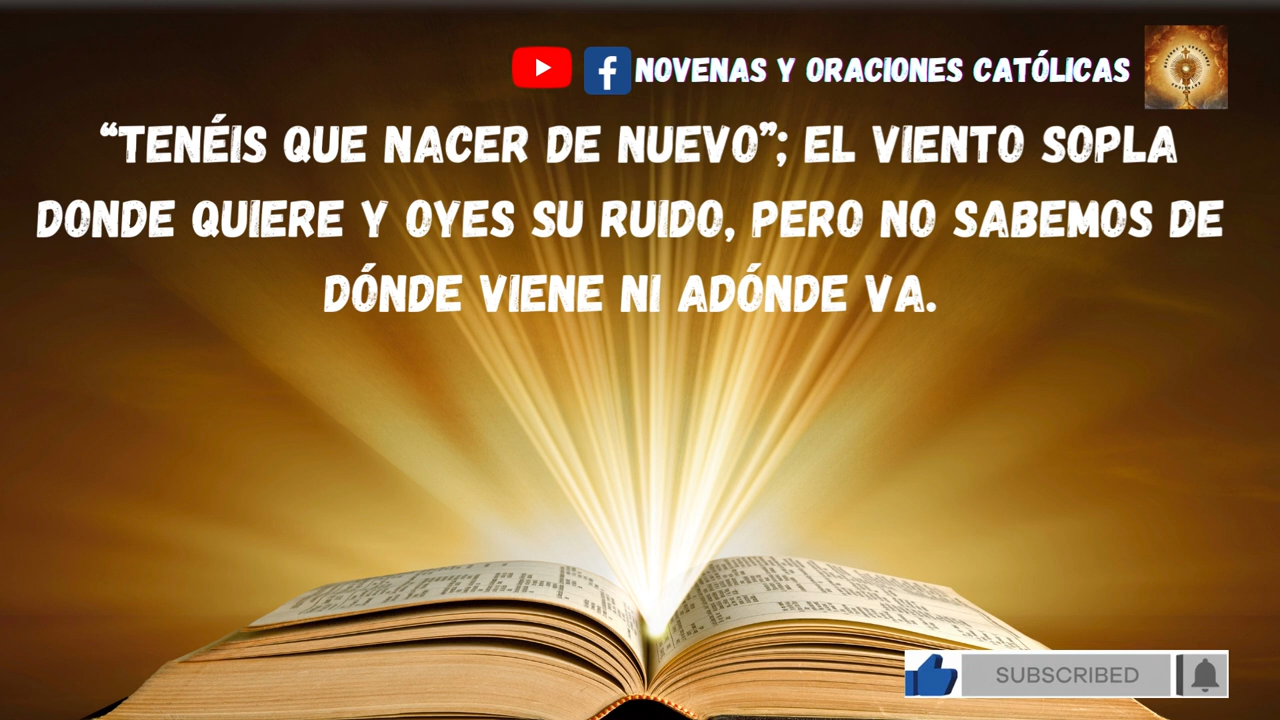 NOVENAS Y ORACIONES CATÓLICAS
“TENÉIS QUE NACER DE NUEVO”; EL VIENTO SOPLA
DONDE QUIERE Y OYES SU RUIDO, PERO NO SABEMOS DE
DÓNDE VIENE NI ADÓNDE VA.
SUBSCRIBED